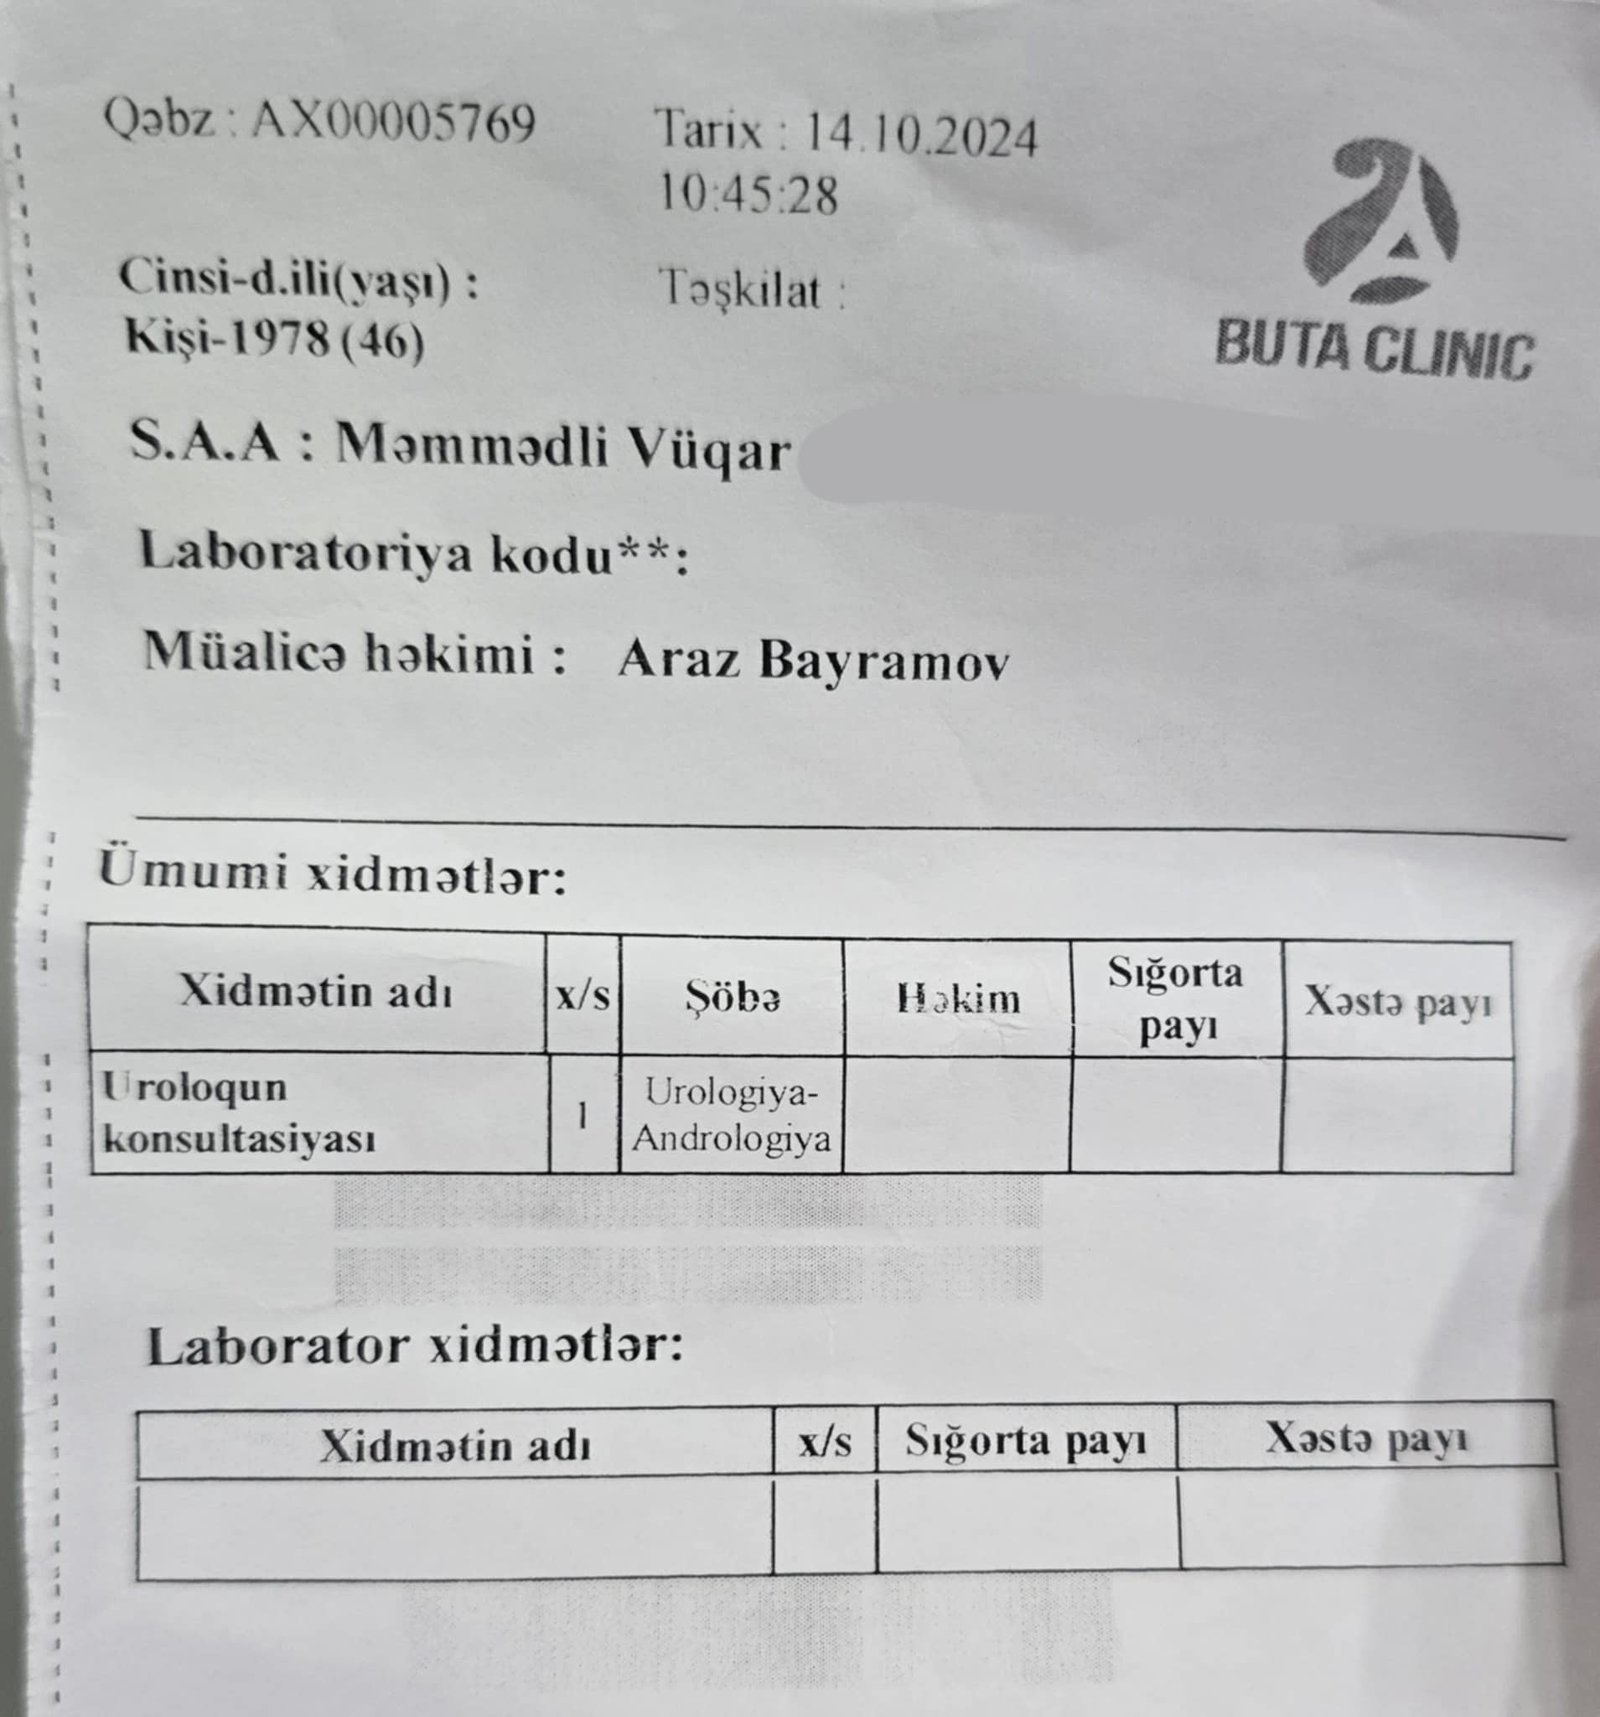 Qəbz : AX00005769
Tarix : 14.10.2024
10:45:28
BUTA CLINIC
Cinsi-d.ili(yaşı) :
Kişi-1978 (46)
Təşkilat :
S.A.A : Məmmədli Vüqar
Laboratoriya kodu**:
Müalicə həkimi : Araz Bayramov
Ümumi xidmətlər:
Xidmətin adı x/s Şöbə Həkim Sığorta payı Xəstə payı
Uroloqun konsultasiyası 1 Urologiya-Andrologiya
Laborator xidmətlər:
Xidmətin adı x/s Sığorta payı Xəstə payı